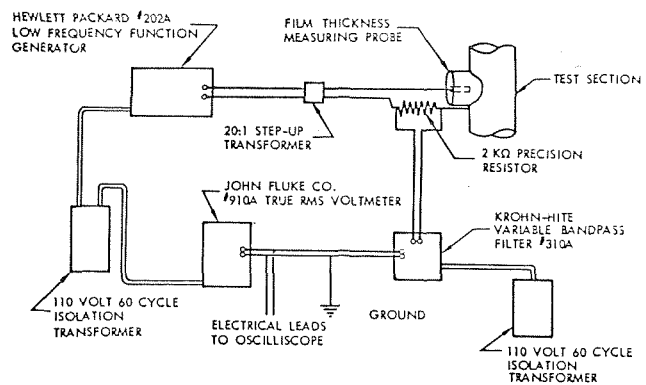 HEWLETT PACKARD #202A
LOW FREQUENCY FUNCTION
GENERATOR
FILM THICKNESS
MEASURING PROBE
TEST SECTION
20:1 STEP-UP
TRANSFORMER
2 KΩ PRECISION
RESISTOR
JOHN FLUKE CO.
#910A TRUE RMS VOLTMETER
KROHN-HITE
VARIABLE BANDPASS
FILTER #310A
110 VOLT 60 CYCLE
ISOLATION
TRANSFORMER
ELECTRICAL LEADS
TO OSCILLISCOPE
GROUND
110 VOLT 60 CYCLE
ISOLATION
TRANSFORMER